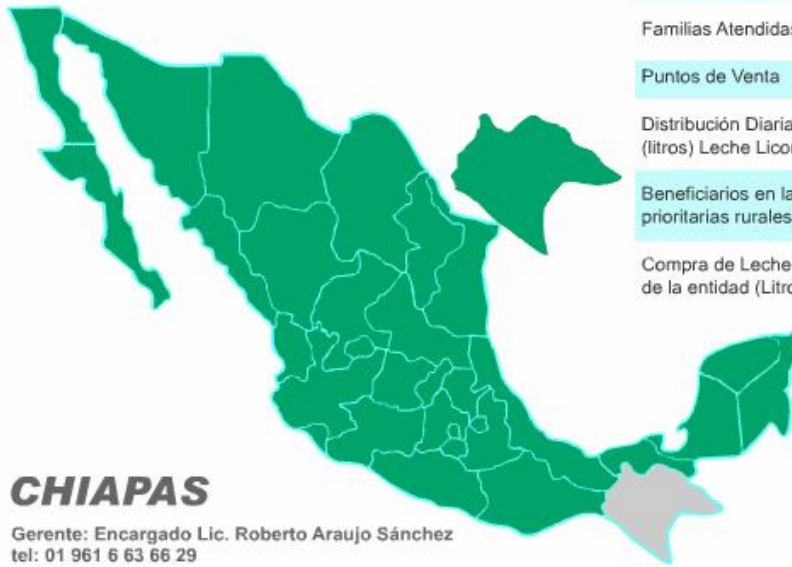 Familias Atendidas
Puntos de Venta
Distribución Diaria
(litros) Leche Licon
Beneficiarios en la
prioritarias rurales
Compra de Leche
de la entidad (Litro
CHIAPAS
Gerente: Encargado Lic. Roberto Araujo Sánchez
tel: 01 961 6 63 66 29